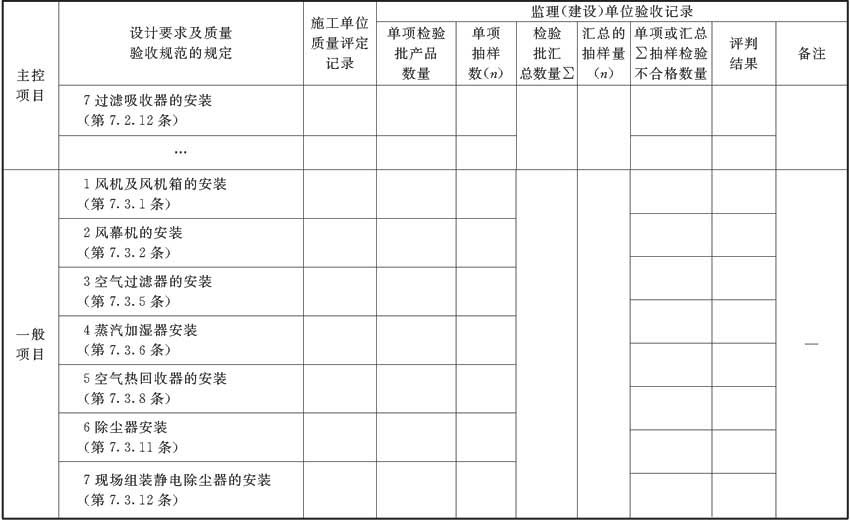 主控
项目
设计要求及质量
验收规范的规定
施工单位
质量评定
记录
监理(建设)单位验收记录
单项检验
批产品
数量
单项
抽样
数(n)
检验
批汇
总数量∑
汇总的
抽样量
(n)
单项或汇总
∑抽样检验
不合格数量
评判
结果
备注
7 过滤吸收器的安装
(第 7.2.12 条)
…
一般
项目
1 风机及风机箱的安装
(第 7.3.1 条)
2 风幕机的安装
(第 7.3.2 条)
3 空气过滤器的安装
(第 7.3.5 条)
4 蒸汽加湿器安装
(第 7.3.6 条)
5 空气热回收器的安装
(第 7.3.8 条)
6 除尘器安装
(第 7.3.11 条)
7 现场组装静电除尘器的安装
(第 7.3.12 条)
—